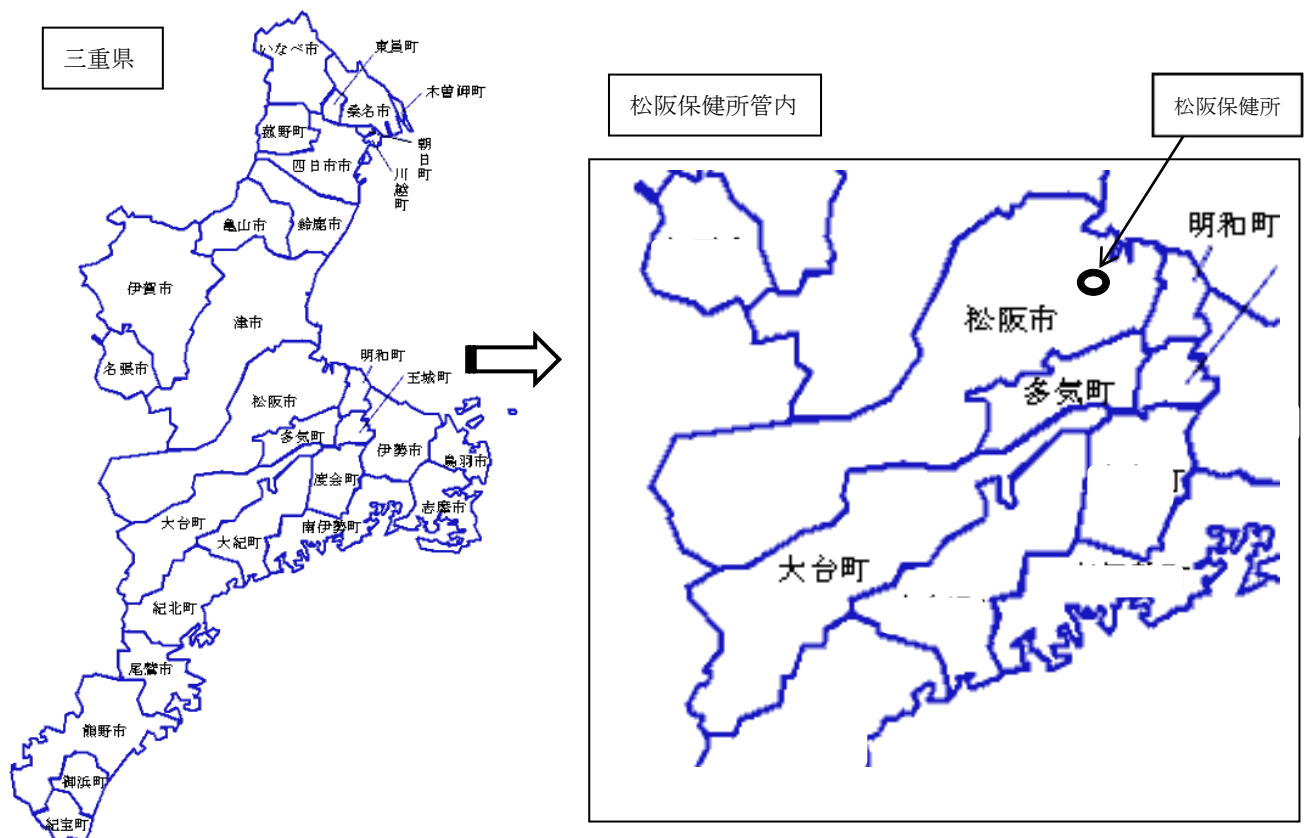 三重県
いなべ市
東員町
木曽岬町
桑名市
菰野町
朝日町
四日市市
川越町
亀山市
鈴鹿市
伊賀市
津市
名張市
明和町
玉城町
松阪市
多気町
伊勢市
鳥羽市
度会町
志摩市
大台町
南伊勢町
大紀町
紀北町
尾鷲市
熊野市
御浜町
紀宝町
松阪保健所管内
松阪保健所
明和町
松阪市
多気町
大台町